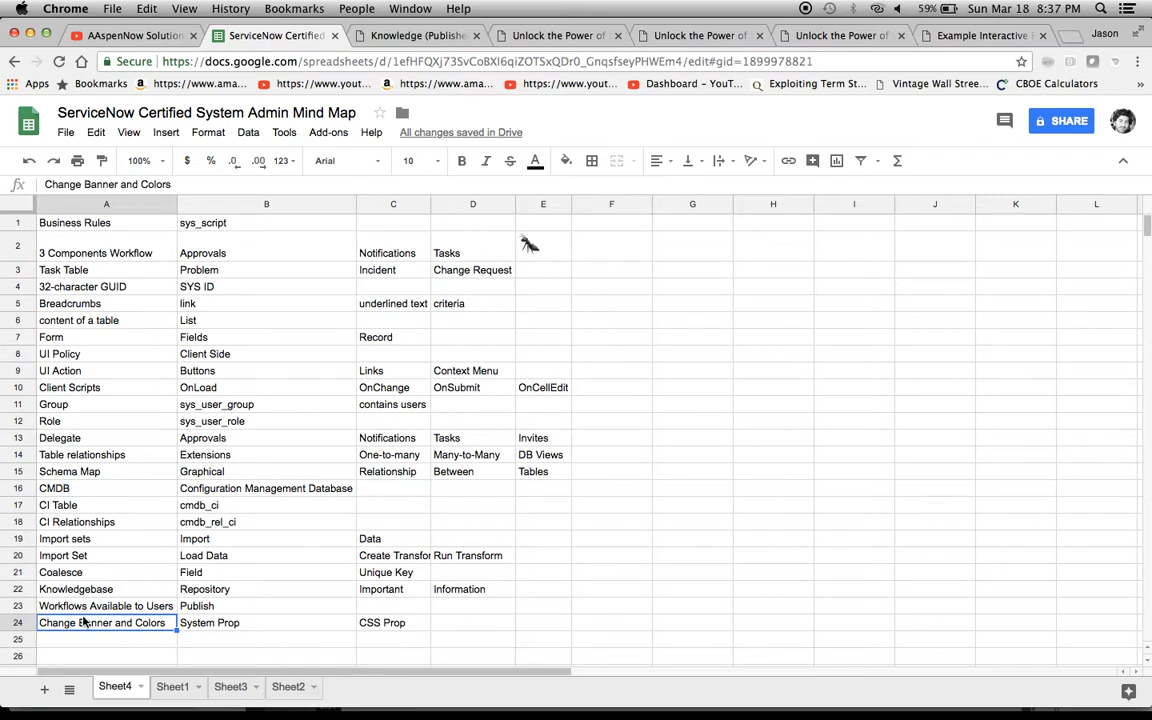 Chrome File Edit View History Bookmarks People Window Help 59% Sun Mar 18 8:37 PM
AAspenNow Solution ServiceNow Certified Knowledge (Publishe Unlock the Power of Unlock the Power of Unlock the Power of Example Interactive Jason
Secure https://docs.google.com/spreadsheets/d/1efHFQXj73SvCoBXI6qiZOTSxQDr0_GnqsfseyPHWEm4/edit#gid=1899978821
Apps Bookmarks https://www.ama... https://www.yout... https://www.ama... https://www.yout... Dashboard - YouT... Exploiting Term St... Vintage Wall Stree... CBOE Calculators »
ServiceNow Certified System Admin Mind Map
File Edit View Insert Format Data Tools Add-ons Help All changes saved in Drive
SHARE
100% $ % .0 .00 123 Arial 10 B I S A Σ
fx Change Banner and Colors
A B C D E F G H I J K L
1 Business Rules sys_script
2 3 Components Workflow Approvals Notifications Tasks
3 Task Table Problem Incident Change Request
4 32-character GUID SYS ID
5 Breadcrumbs link underlined text criteria
6 content of a table List
7 Form Fields Record
8 UI Policy Client Side
9 UI Action Buttons Links Context Menu
10 Client Scripts OnLoad OnChange OnSubmit OnCellEdit
11 Group sys_user_group contains users
12 Role sys_user_role
13 Delegate Approvals Notifications Tasks Invites
14 Table relationships Extensions One-to-many Many-to-Many DB Views
15 Schema Map Graphical Relationship Between Tables
16 CMDB Configuration Management Database
17 CI Table cmdb_ci
18 CI Relationships cmdb_rel_ci
19 Import sets Import Data
20 Import Set Load Data Create Transfor Run Transform
21 Coalesce Field Unique Key
22 Knowledgebase Repository Important Information
23 Workflows Available to Users Publish
24 Change Banner and Colors System Prop CSS Prop
25
26
Sheet4 Sheet1 Sheet3 Sheet2